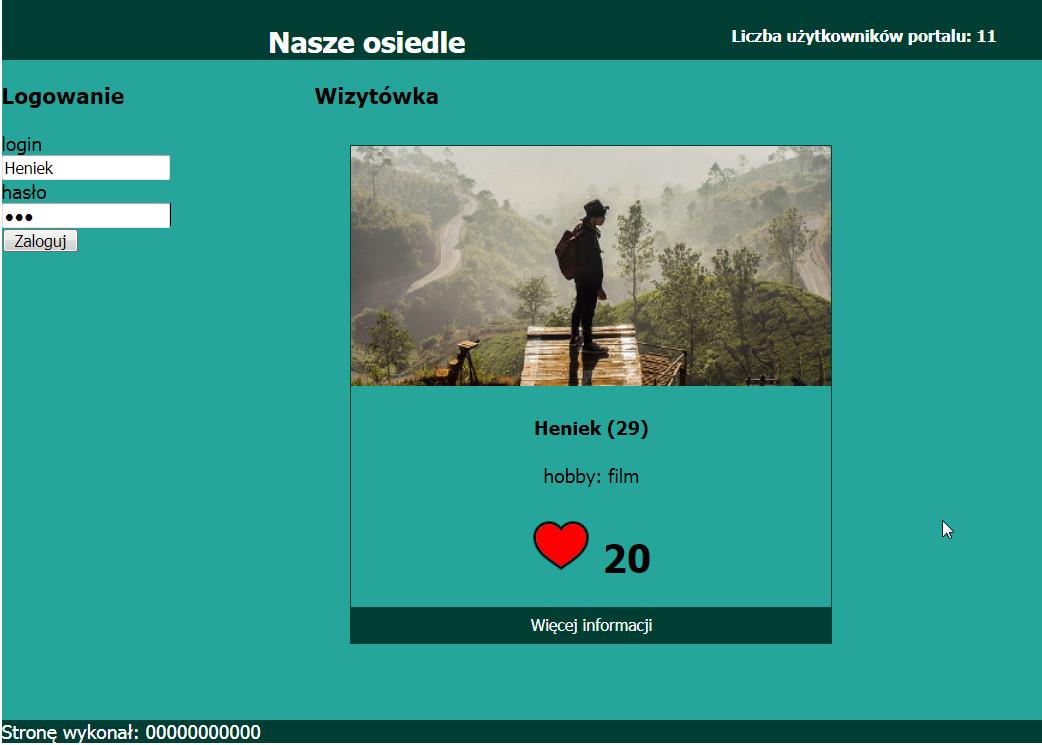 Nasze osiedle
Liczba użytkowników portalu: 11
Logowanie
login
Heniek
hasło
●●●
Zaloguj
Wizytówka
Heniek (29)
hobby: film
20
Więcej informacji
Stronę wykonał: 00000000000